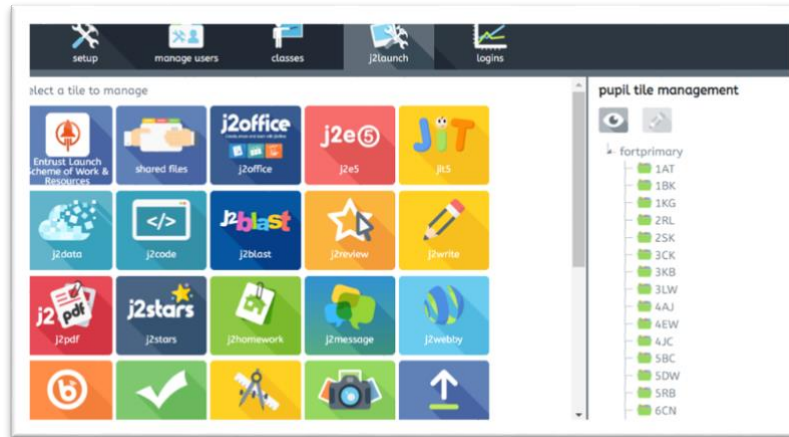 setup
manage users
classes
j2launch
logins
elect a tile to manage
pupil tile management
Entrust Launch
cheme of Work &
Resources
shared files
j2office
j2office
j2e5
j2e5
JiT
jit5
j2data
</>
j2code
j2blast
j2blast
j2review
j2write
j2 pdf
j2pdf
j2stars
j2stars
j2homework
j2message
j2webby
b
fortprimary
1AT
1BK
1KG
2RL
2SK
3CK
3KB
3LW
4AJ
4EW
4JC
5BC
5DW
5RB
6CN